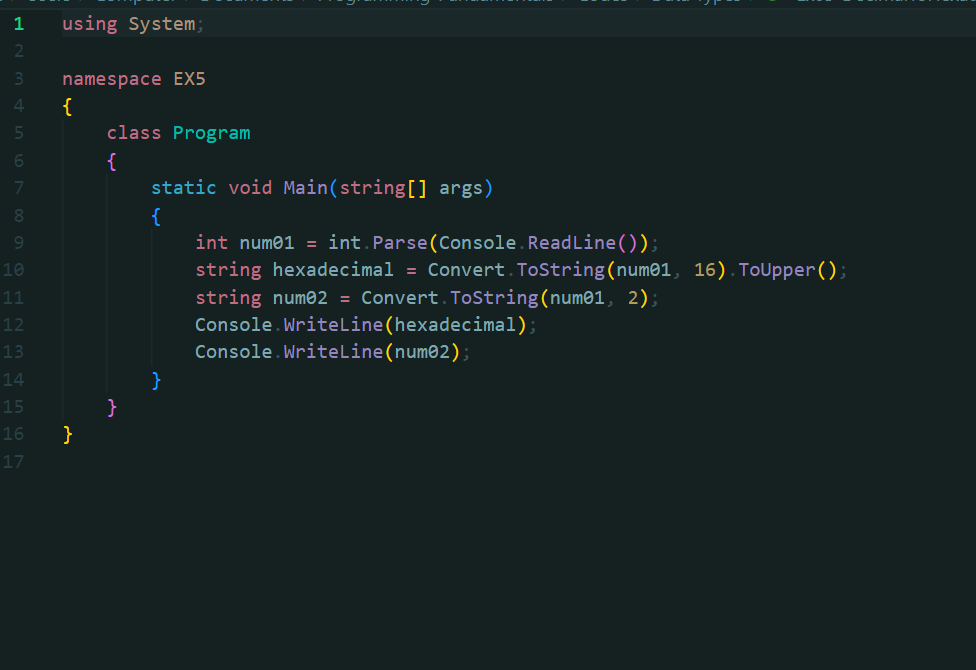 1 using System;
2
3 namespace EX5
4 {
5 class Program
6 {
7 static void Main(string[] args)
8 {
9 int num01 = int.Parse(Console.ReadLine());
10 string hexadecimal = Convert.ToString(num01, 16).ToUpper();
11 string num02 = Convert.ToString(num01, 2);
12 Console.WriteLine(hexadecimal);
13 Console.WriteLine(num02);
14 }
15 }
16 }
17